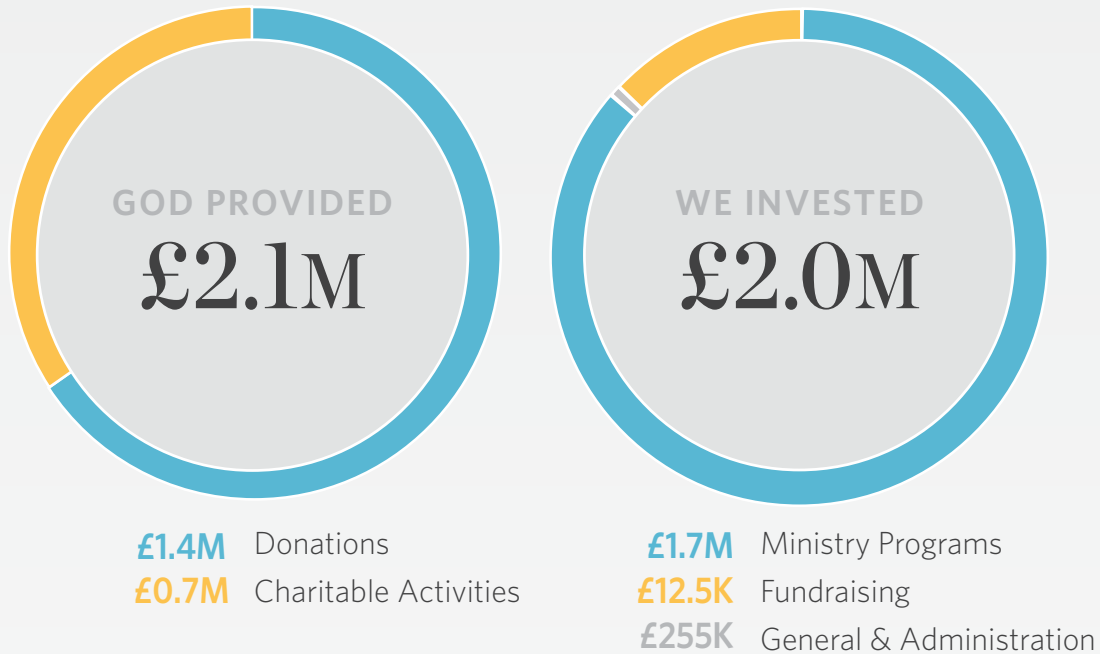 GOD PROVIDED
£2.1M
£1.4M Donations
£0.7M Charitable Activities
WE INVESTED
£2.0M
£1.7M Ministry Programs
£12.5K Fundraising
£255K General & Administration